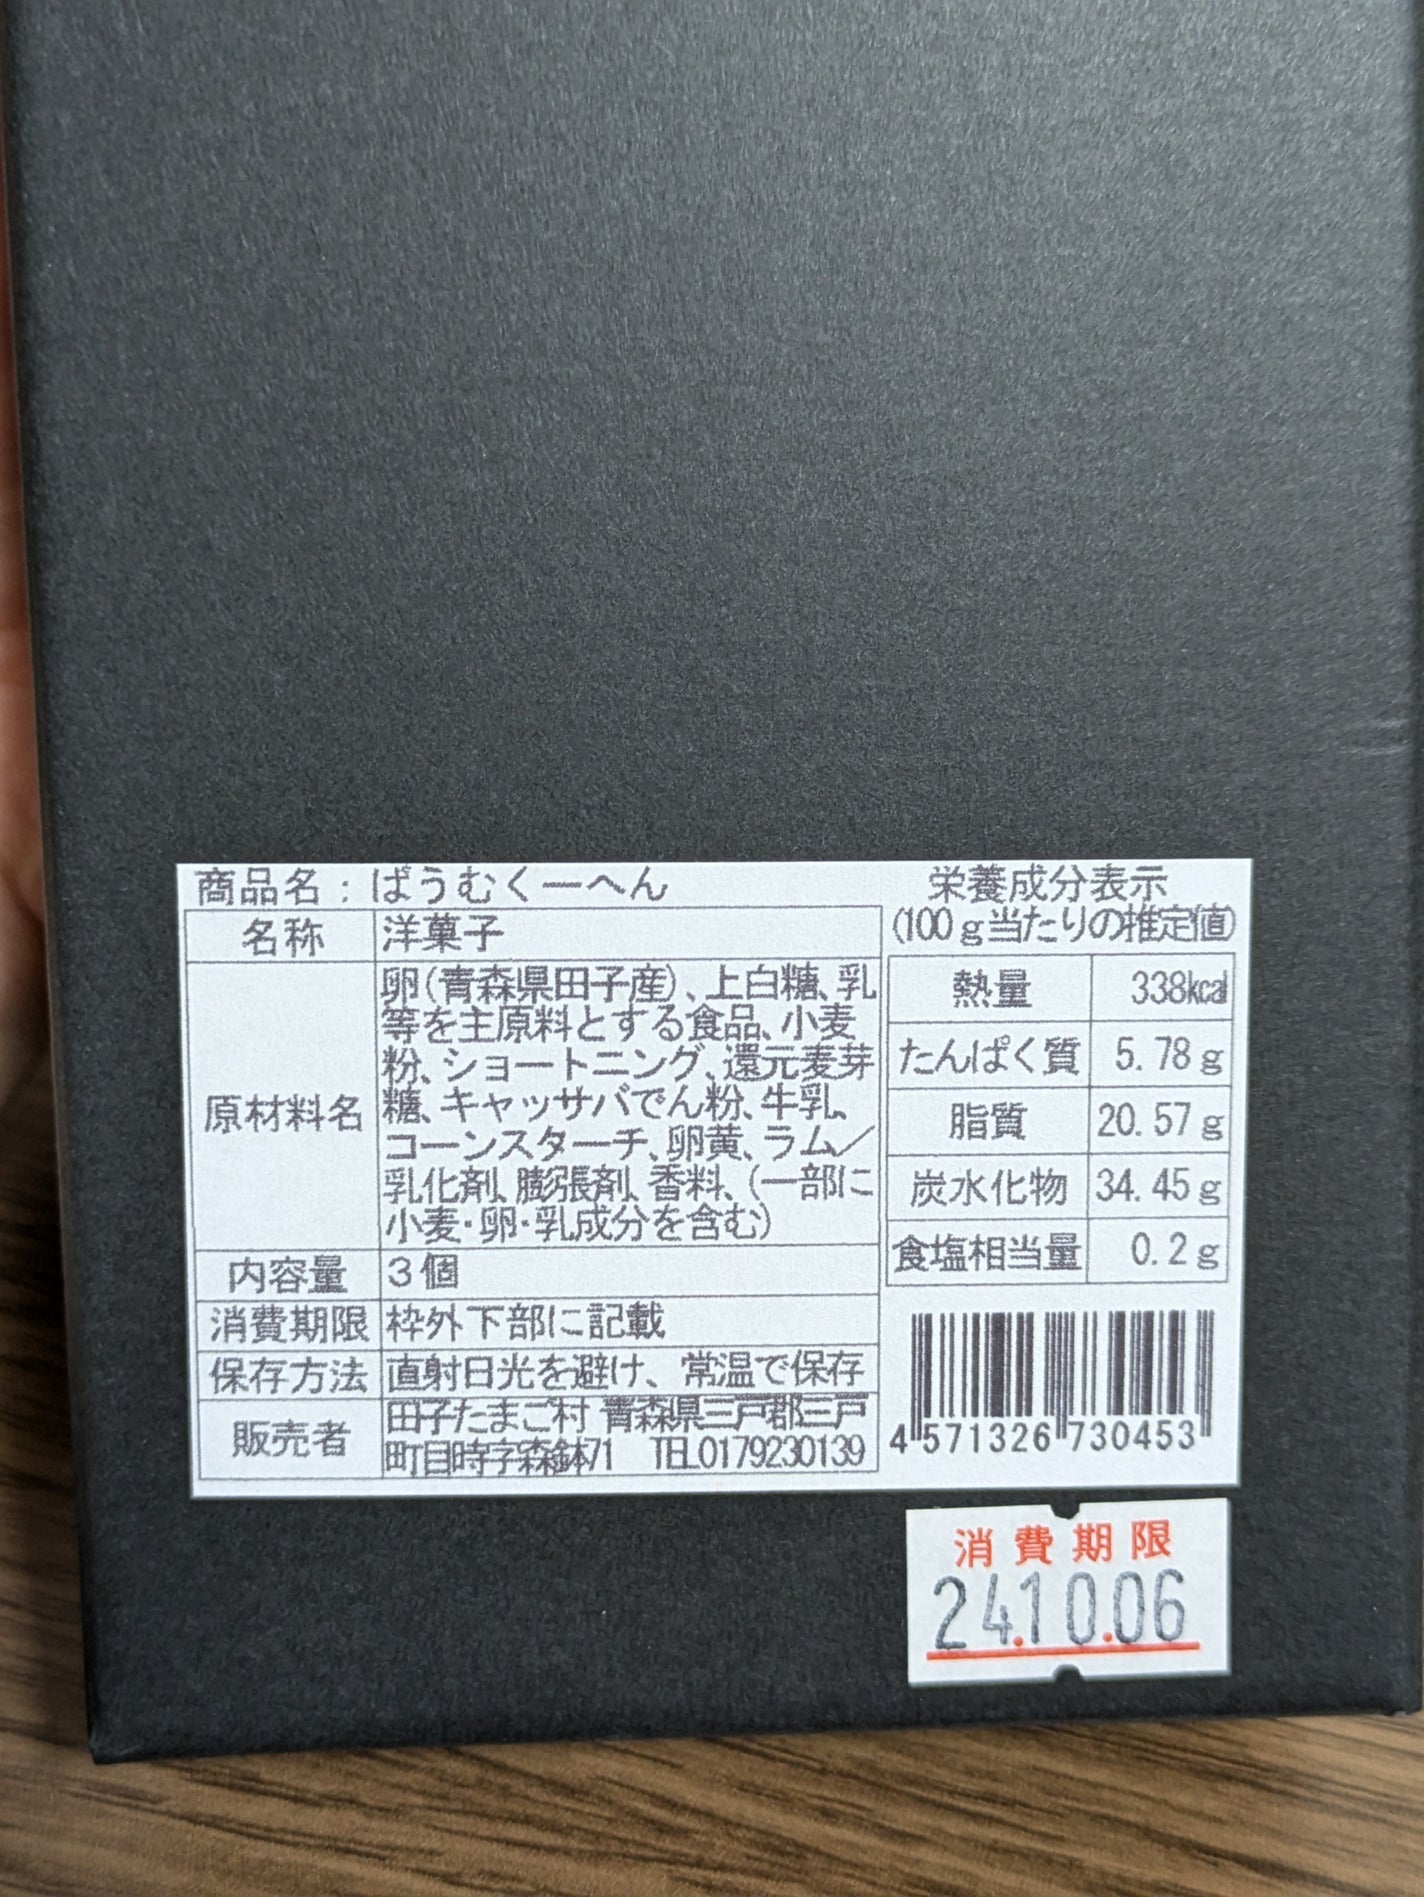 商品名：ばうむくーへん
名称 洋菓子
原材料名 卵(青森県田子産)、上白糖、乳
等を主原料とする食品、小麦
粉、ショートニング、還元麦芽
糖、キャッサバでん粉、牛乳、
コーンスターチ、卵黄、ラム／
乳化剤、膨張剤、香料、(一部に
小麦・卵・乳成分を含む)
内容量 3個
消費期限 枠外下部に記載
保存方法 直射日光を避け、常温で保存
販売者 田子たまご村 青森県三戸郡三戸
町目時字森鉢71 TEL0179230139
栄養成分表示
(100g当たりの推定値)
熱量 338kcal
たんぱく質 5.78g
脂質 20.57g
炭水化物 34.45g
食塩相当量 0.2g
4571326730453
消費期限
24.10.06